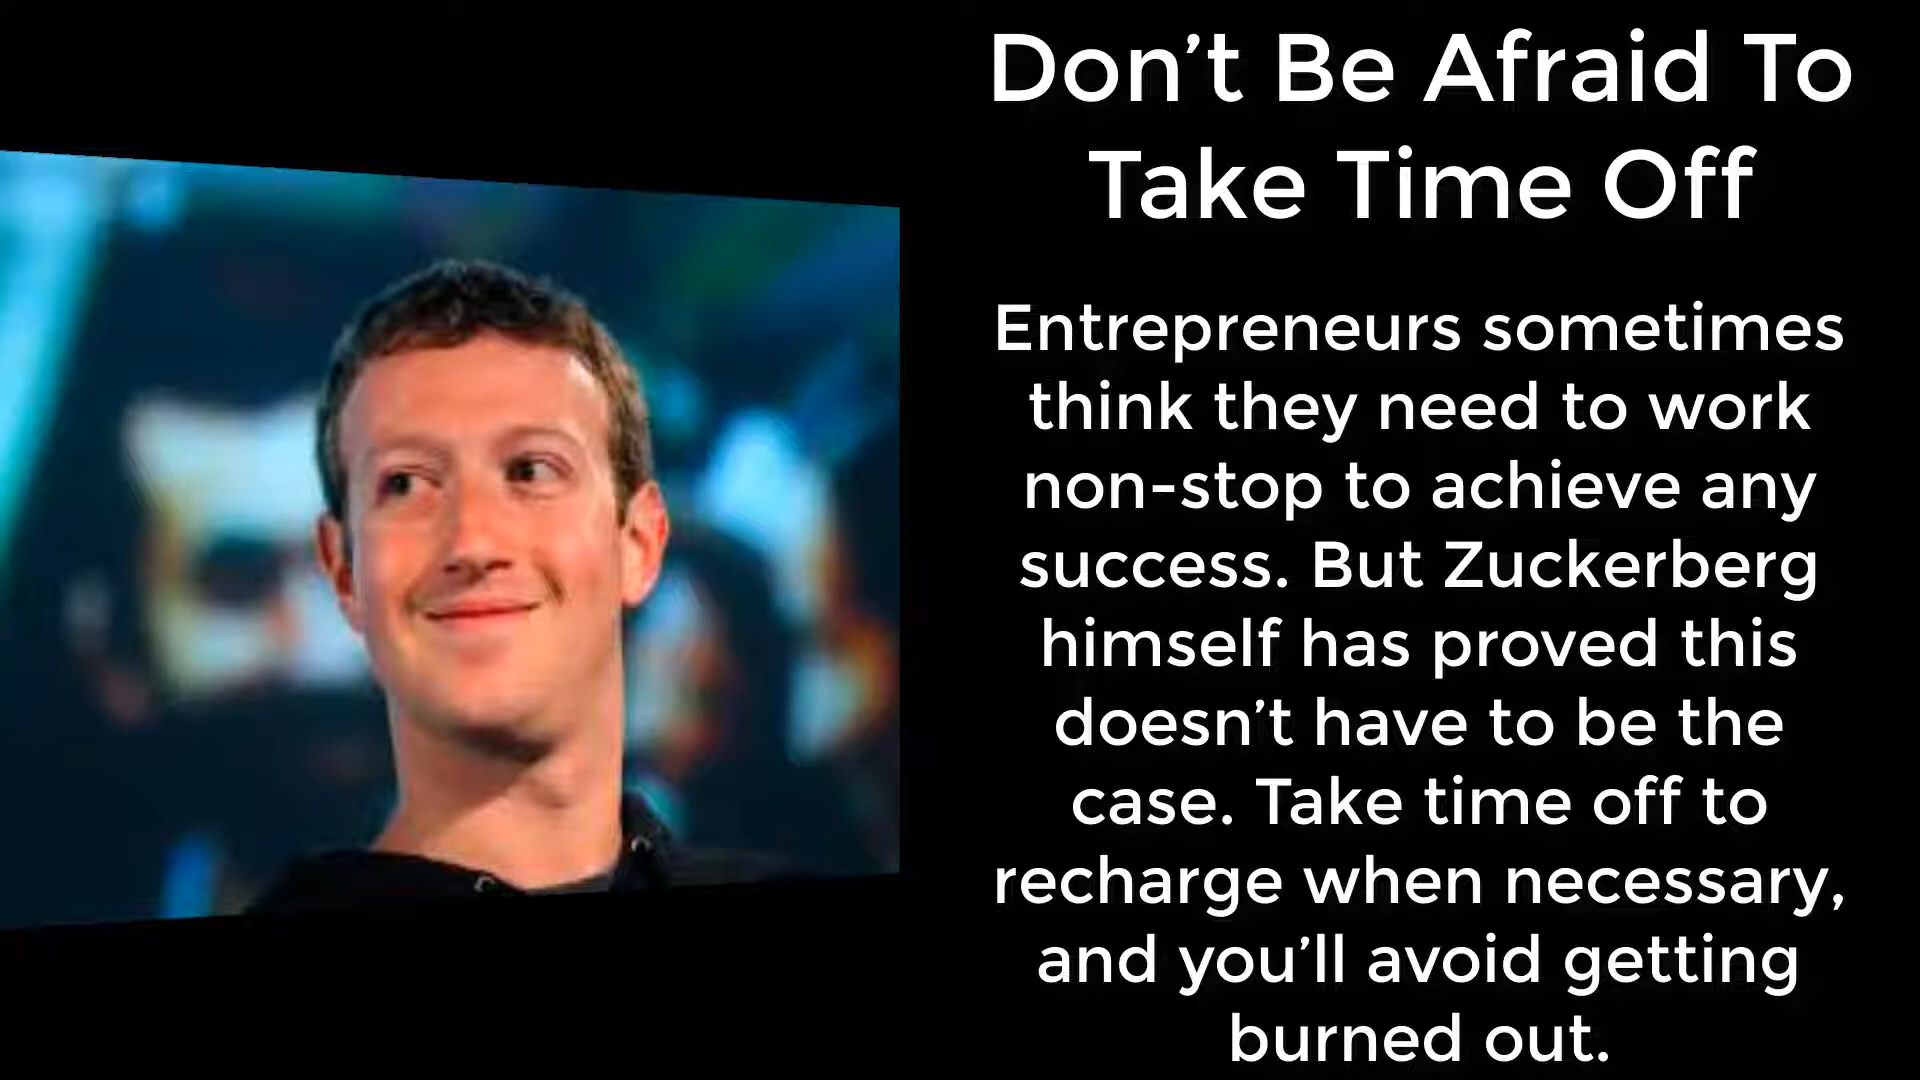 Don’t Be Afraid To
Take Time Off
Entrepreneurs sometimes
think they need to work
non-stop to achieve any
success. But Zuckerberg
himself has proved this
doesn’t have to be the
case. Take time off to
recharge when necessary,
and you’ll avoid getting
burned out.